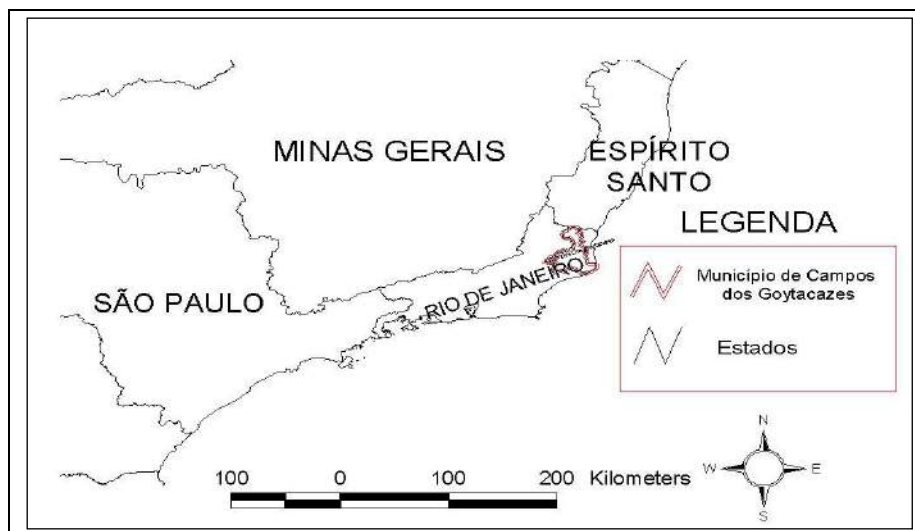 MINAS GERAIS
ESPÍRITO
SANTO
LEGENDA
Município de Campos
dos Goytacazes
Estados
SÃO PAULO
RIO DE JANEIRO
100 0 100 200 Kilometers
N
W E
S